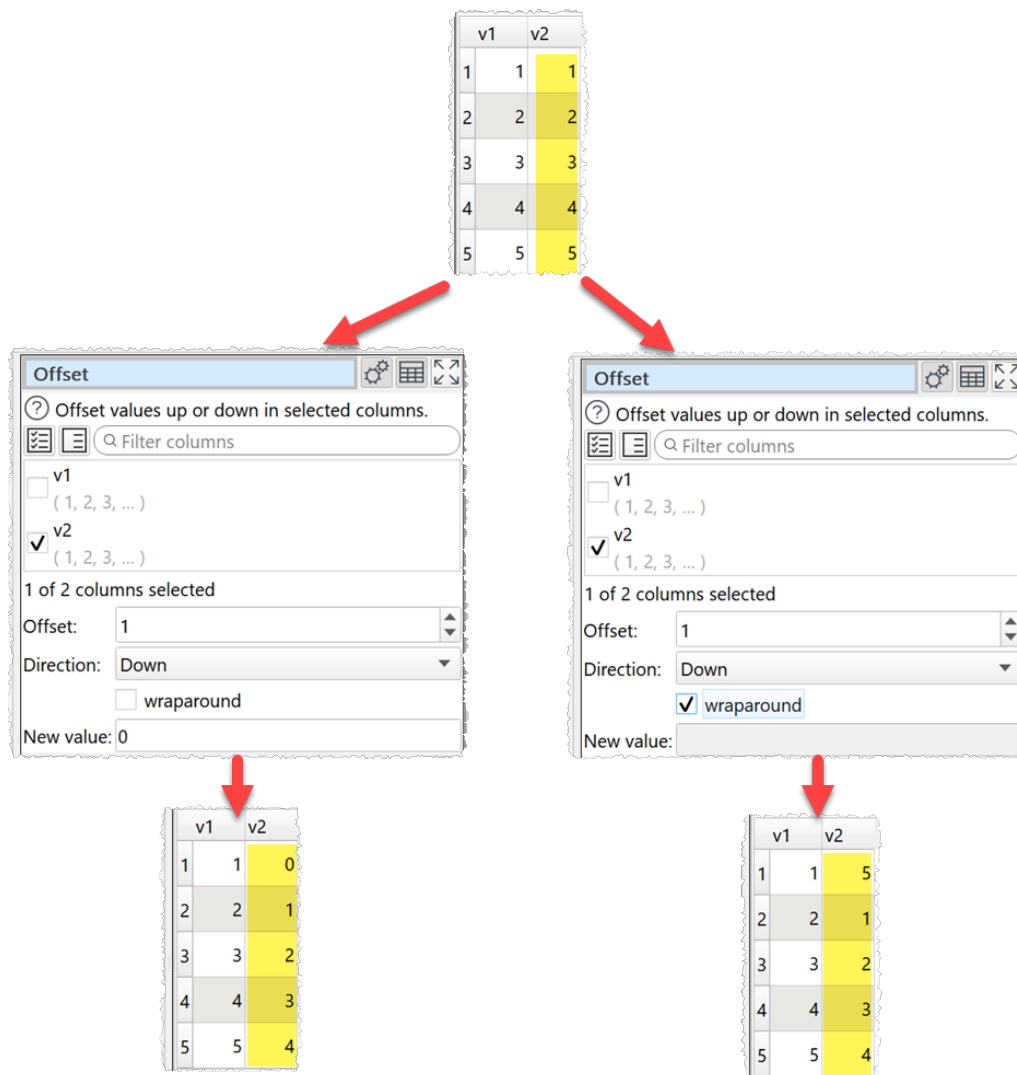 v1 v2
1 1 1
2 2 2
3 3 3
4 4 4
5 5 5
Offset
? Offset values up or down in selected columns.
Filter columns
v1
( 1, 2, 3, ... )
v2
( 1, 2, 3, ... )
1 of 2 columns selected
Offset: 1
Direction: Down
wraparound
New value: 0
Offset
? Offset values up or down in selected columns.
Filter columns
v1
( 1, 2, 3, ... )
v2
( 1, 2, 3, ... )
1 of 2 columns selected
Offset: 1
Direction: Down
wraparound
New value:
v1 v2
1 1 0
2 2 1
3 3 2
4 4 3
5 5 4
v1 v2
1 1 5
2 2 1
3 3 2
4 4 3
5 5 4